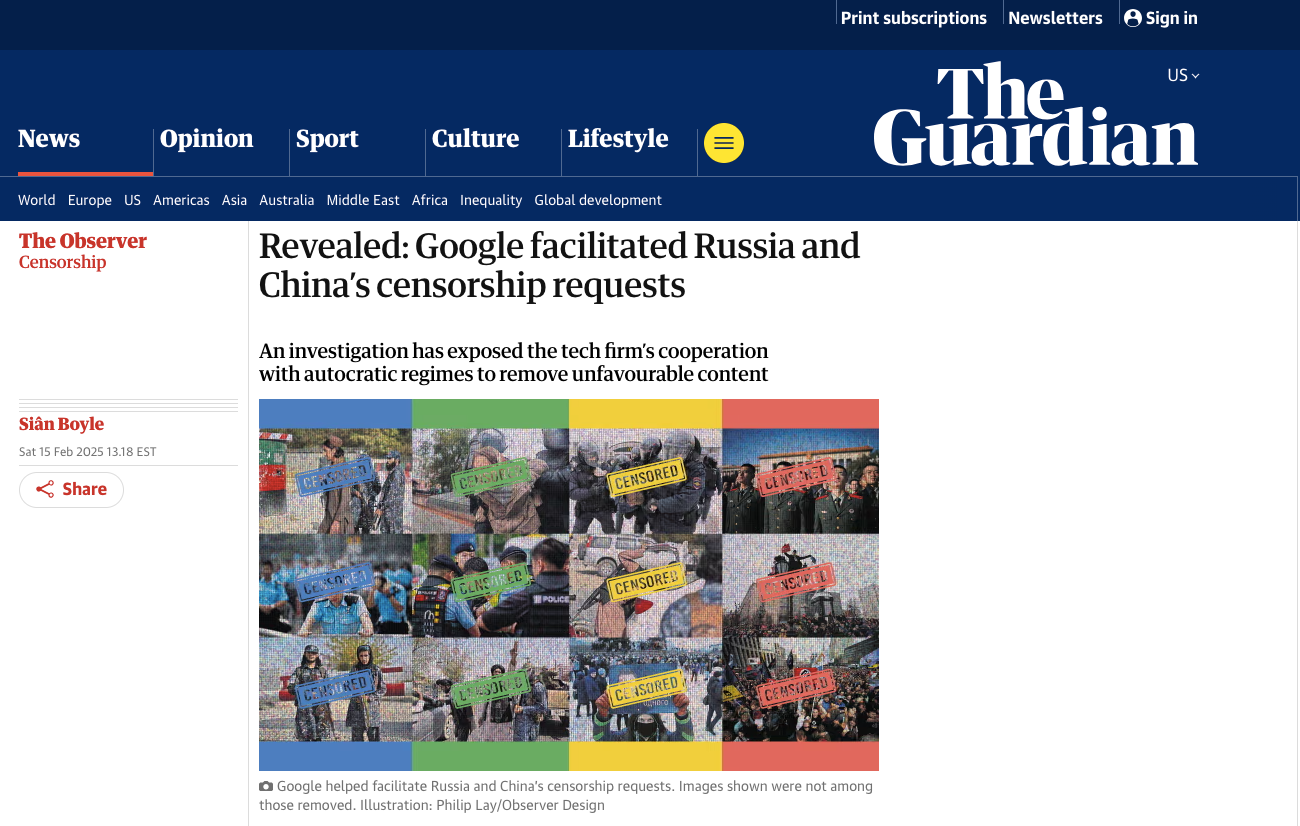 Print subscriptions
Newsletters
Sign in
US
The
Guardian
News
Opinion
Sport
Culture
Lifestyle
World Europe US Americas Asia Australia Middle East Africa Inequality Global development
The Observer
Censorship
Revealed: Google facilitated Russia and
China’s censorship requests
An investigation has exposed the tech firm’s cooperation
with autocratic regimes to remove unfavourable content
Siân Boyle
Sat 15 Feb 2025 13.18 EST
Share
CENSORED CENSORED CENSORED CENSORED
CENSORED CENSORED CENSORED CENSORED
POLICE
CENSORED CENSORED CENSORED CENSORED
Google helped facilitate Russia and China’s censorship requests. Images shown were not among
those removed. Illustration: Philip Lay/Observer Design